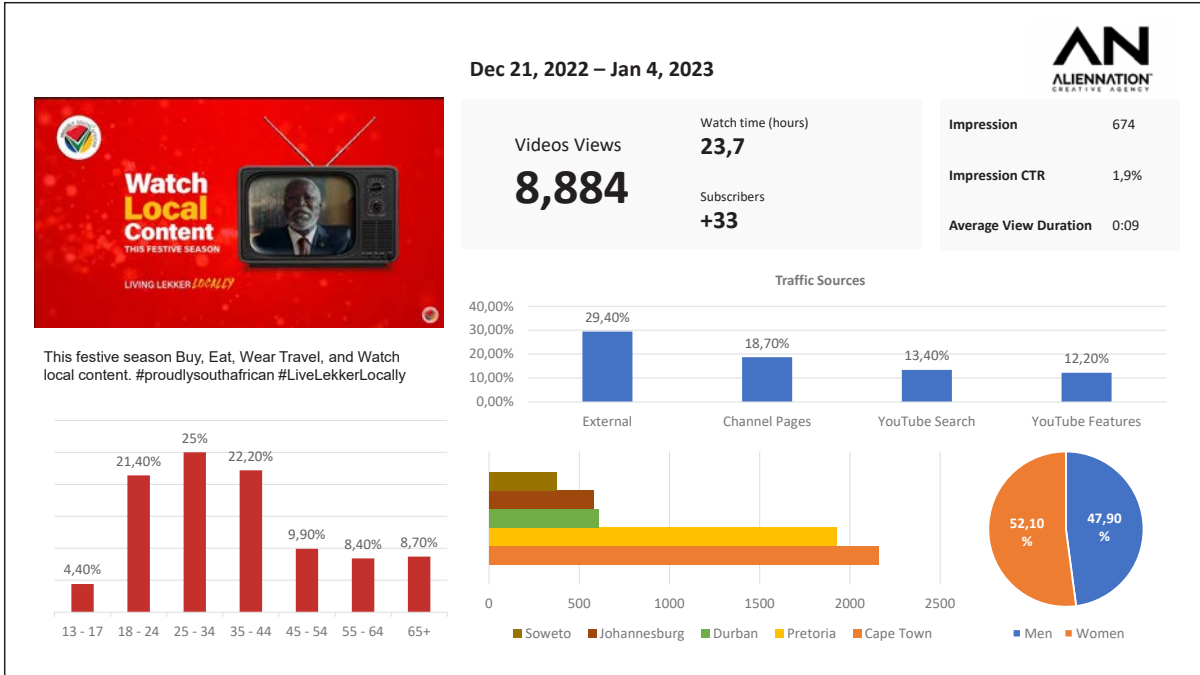 AN
ALIENNATION™
CREATIVE AGENCY
Dec 21, 2022 – Jan 4, 2023
PROUDLY SOUTH AFRICAN
Watch
Local
Content
THIS FESTIVE SEASON
LIVING LEKKER LOCALLY
Videos Views
8,884
Watch time (hours)
23,7
Subscribers
+33
Impression 674
Impression CTR 1,9%
Average View Duration 0:09
This festive season Buy, Eat, Wear Travel, and Watch
local content. #proudlysouthafrican #LiveLekkerLocally
Traffic Sources
40,00%
30,00%
20,00%
10,00%
0,00%
29,40%
18,70%
13,40%
12,20%
External Channel Pages YouTube Search YouTube Features
4,40%
21,40%
25%
22,20%
9,90%
8,40%
8,70%
13 - 17 18 - 24 25 - 34 35 - 44 45 - 54 55 - 64 65+
0 500 1000 1500 2000 2500
Soweto Johannesburg Durban Pretoria Cape Town
52,10
%
47,90
%
Men Women